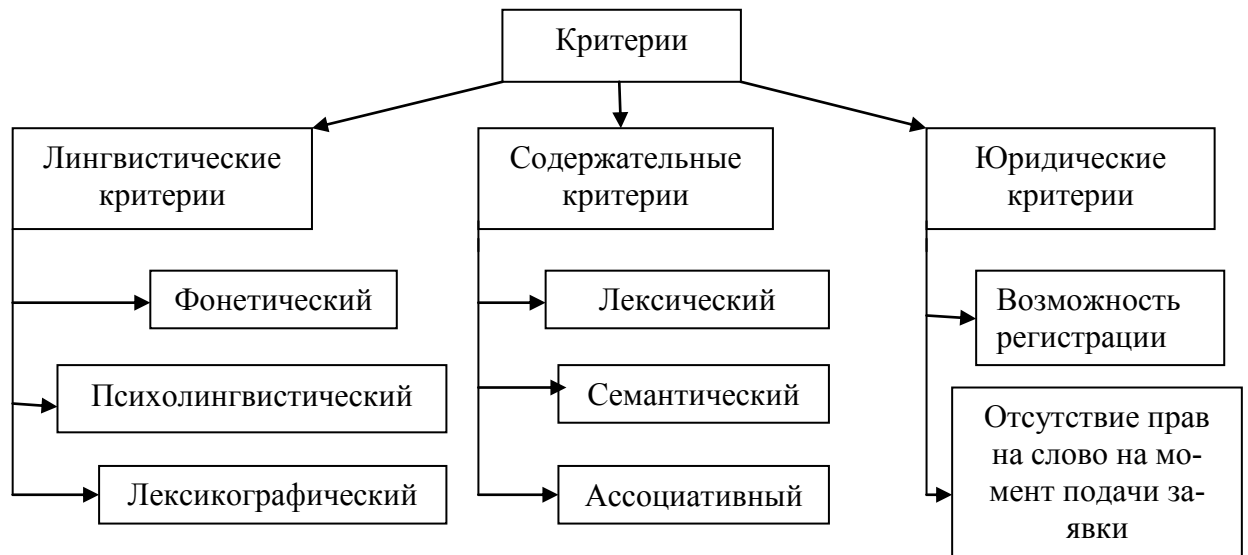 Критерии
Лингвистические
критерии
Фонетический
Психолингвистический
Лексикографический
Содержательные
критерии
Лексический
Семантический
Ассоциативный
Юридические
критерии
Возможность
регистрации
Отсутствие прав
на слово на мо-
мент подачи за-
явки